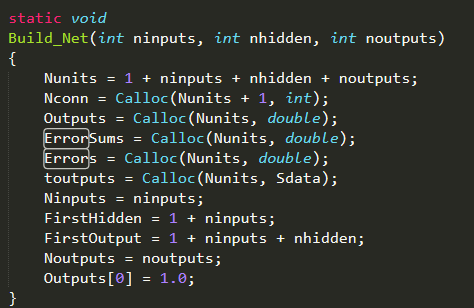 static void
Build_Net(int ninputs, int nhidden, int noutputs)
{
    Nunits = 1 + ninputs + nhidden + noutputs;
    Nconn = Calloc(Nunits + 1, int);
    Outputs = Calloc(Nunits, double);
    ErrorSums = Calloc(Nunits, double);
    Errors = Calloc(Nunits, double);
    toutputs = Calloc(Nunits, Sdata);
    Ninputs = ninputs;
    FirstHidden = 1 + ninputs;
    FirstOutput = 1 + ninputs + nhidden;
    Noutputs = noutputs;
    Outputs[0] = 1.0;
}